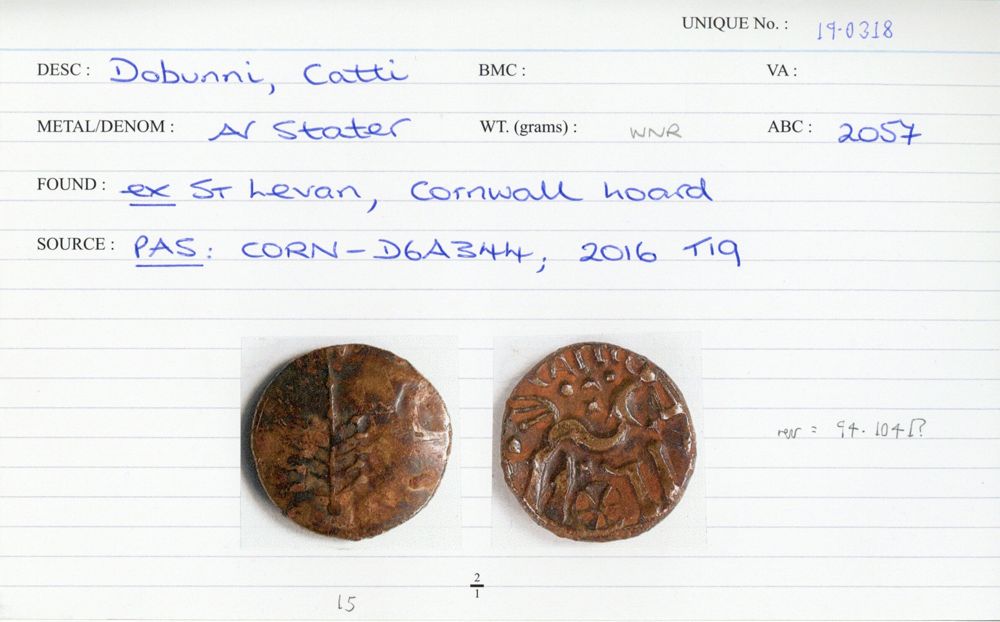 UNIQUE No. : 19-0318
DESC : Dobunni, Catti BMC : VA :
METAL/DENOM : AV Stater WT. (grams) : WNR ABC : 2057
FOUND : ex St Levan, Cornwall hoard
SOURCE : PAS: CORN-D6A344; 2016 T19
rev = 94.1041?
2
1
15